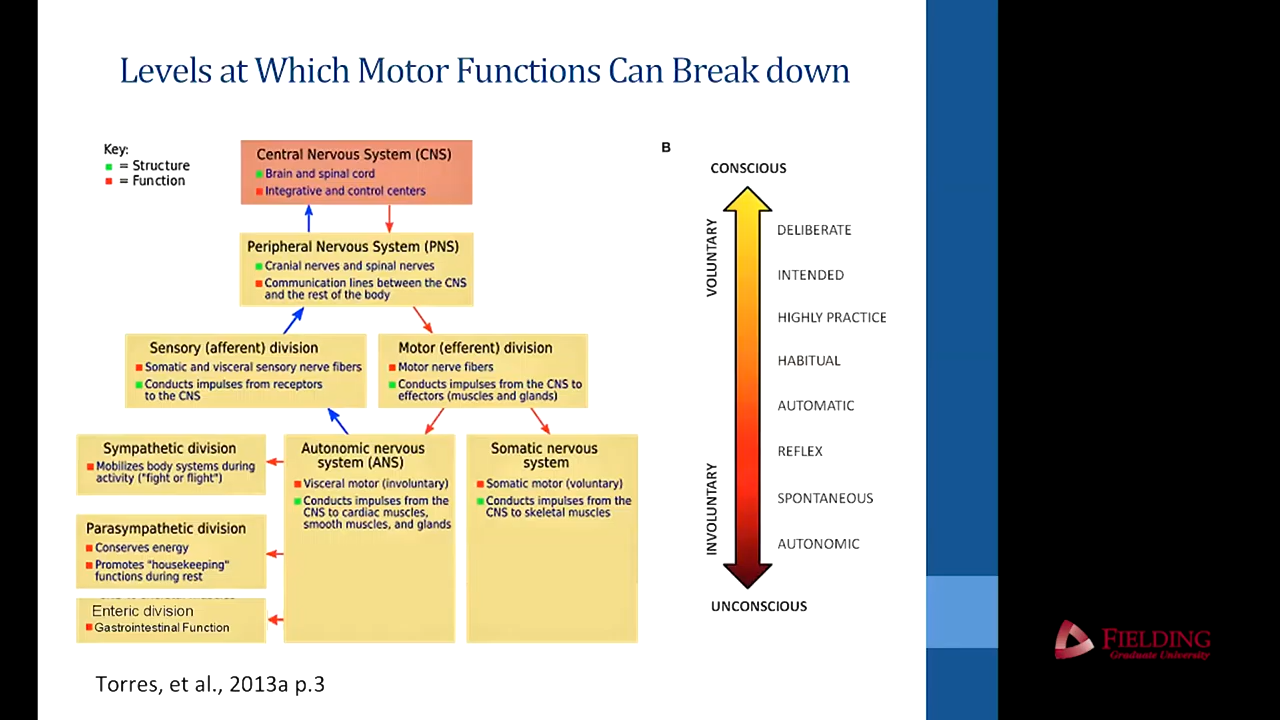 Levels at Which Motor Functions Can Break down
Key:
= Structure
= Function
Central Nervous System (CNS)
Brain and spinal cord
Integrative and control centers
Peripheral Nervous System (PNS)
Cranial nerves and spinal nerves
Communication lines between the CNS
and the rest of the body
Sensory (afferent) division
Somatic and visceral sensory nerve fibers
Conducts impulses from receptors
to the CNS
Motor (efferent) division
Motor nerve fibers
Conducts impulses from the CNS to
effectors (muscles and glands)
Sympathetic division
Mobilizes body systems during
activity ("fight or flight")
Autonomic nervous
system (ANS)
Visceral motor (involuntary)
Conducts impulses from the
CNS to cardiac muscles,
smooth muscles, and glands
Somatic nervous
system
Somatic motor (voluntary)
Conducts impulses from the
CNS to skeletal muscles
Parasympathetic division
Conserves energy
Promotes "housekeeping"
functions during rest
Enteric division
Gastrointestinal Function
B
CONSCIOUS
VOLUNTARY
INVOLUNTARY
DELIBERATE
INTENDED
HIGHLY PRACTICE
HABITUAL
AUTOMATIC
REFLEX
SPONTANEOUS
AUTONOMIC
UNCONSCIOUS
Torres, et al., 2013a p.3
FIELDING
Graduate University